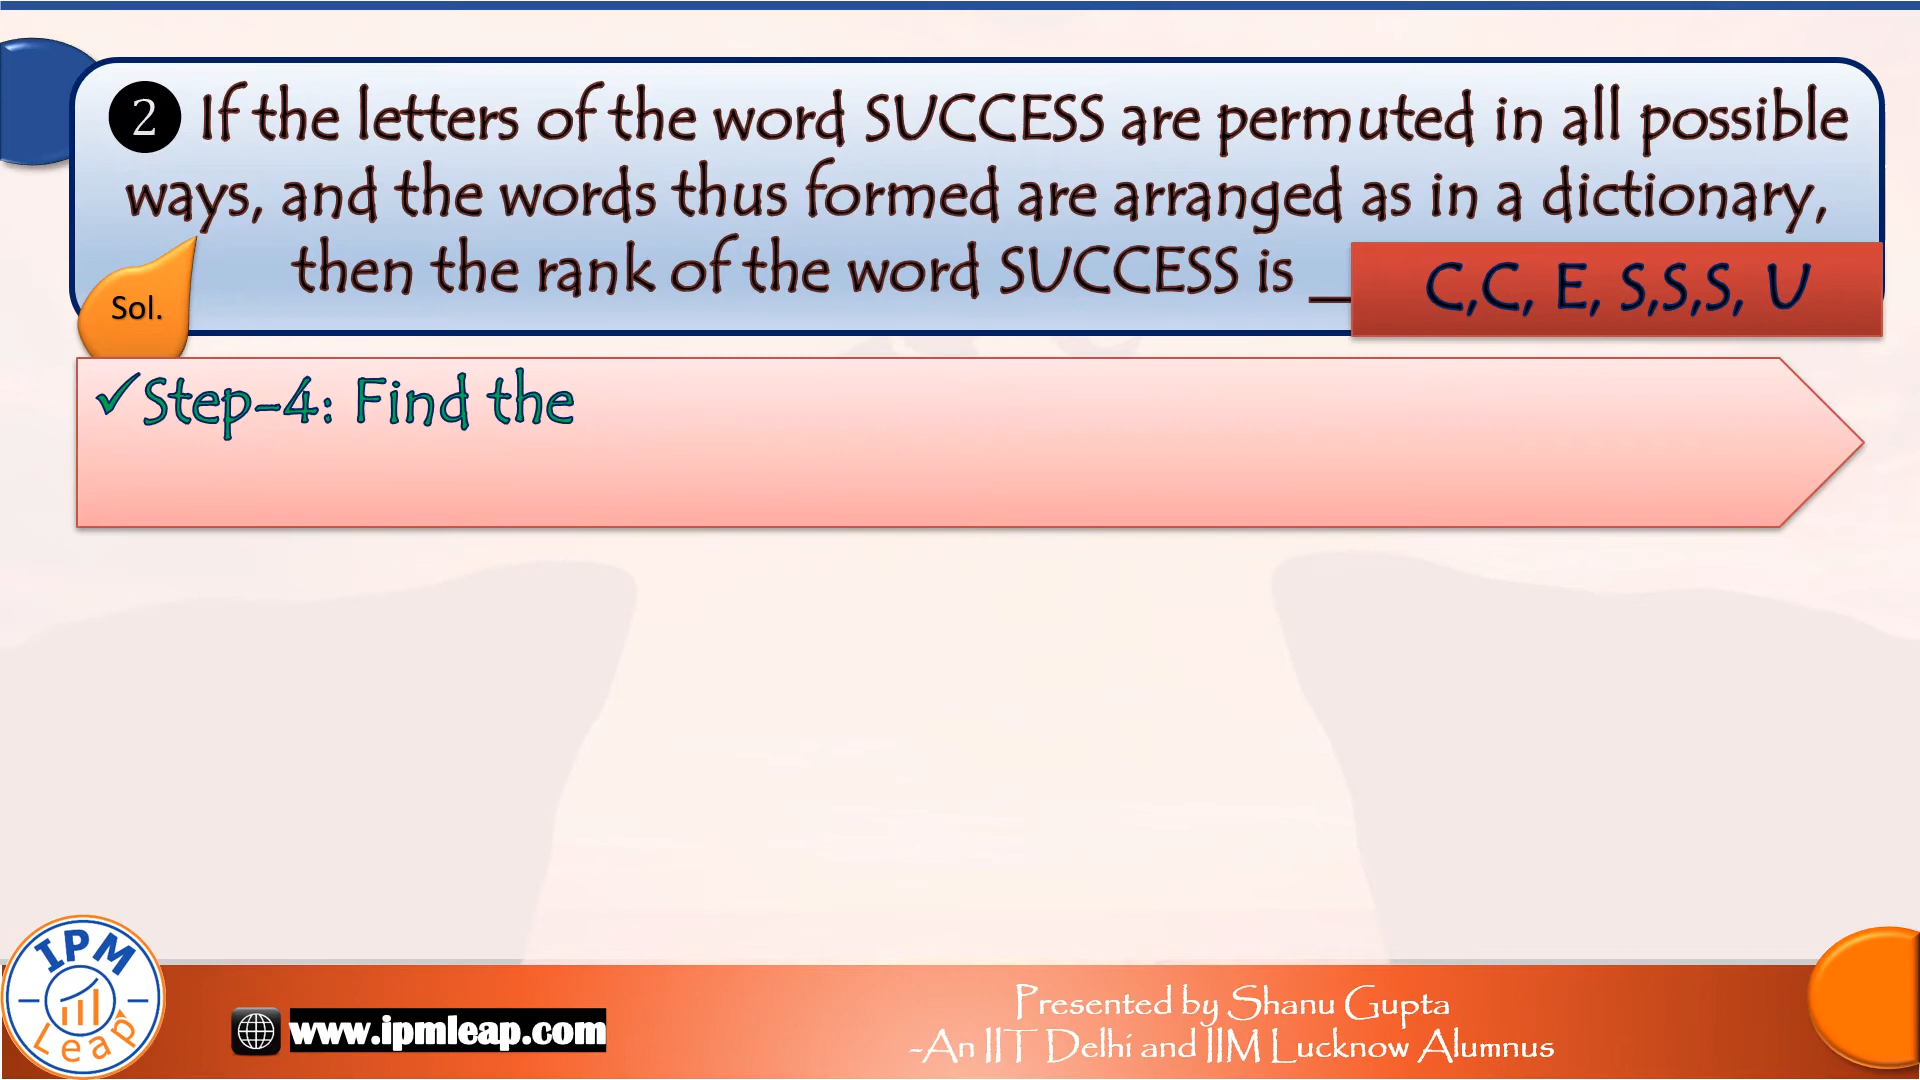 2 If the letters of the word SUCCESS are permuted in all possible
ways, and the words thus formed are arranged as in a dictionary,
then the rank of the word SUCCESS is _
C,C, E, S,S,S, U
Sol.
✓Step-4: Find the
IPM
Leap
www.ipmleap.com
Presented by Shanu Gupta
-An IIT Delhi and IIM Lucknow Alumnus